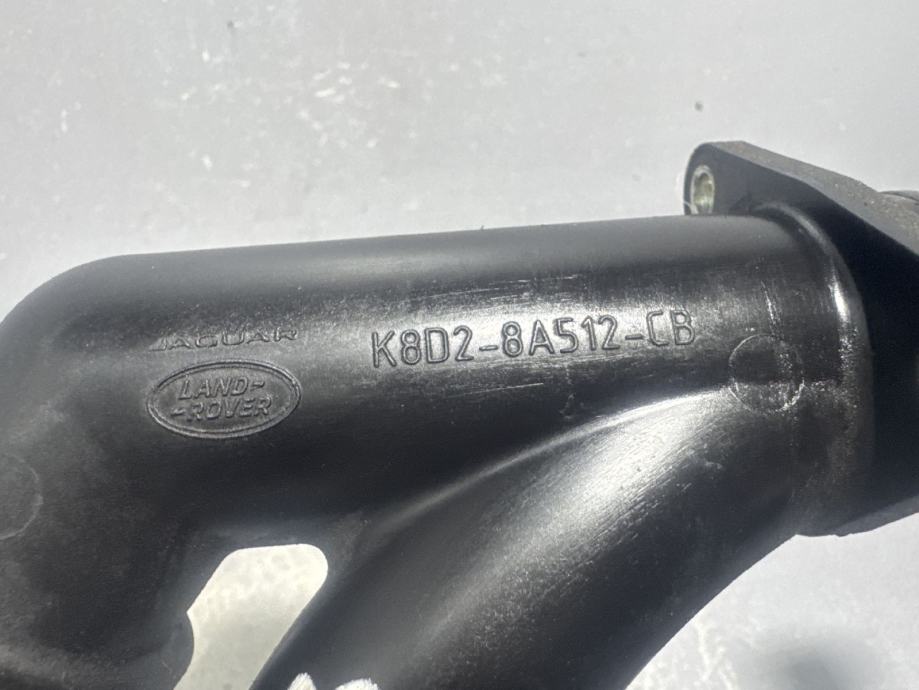 JAGUAR
LAND-
-ROVER
K8D2-8A512-CB